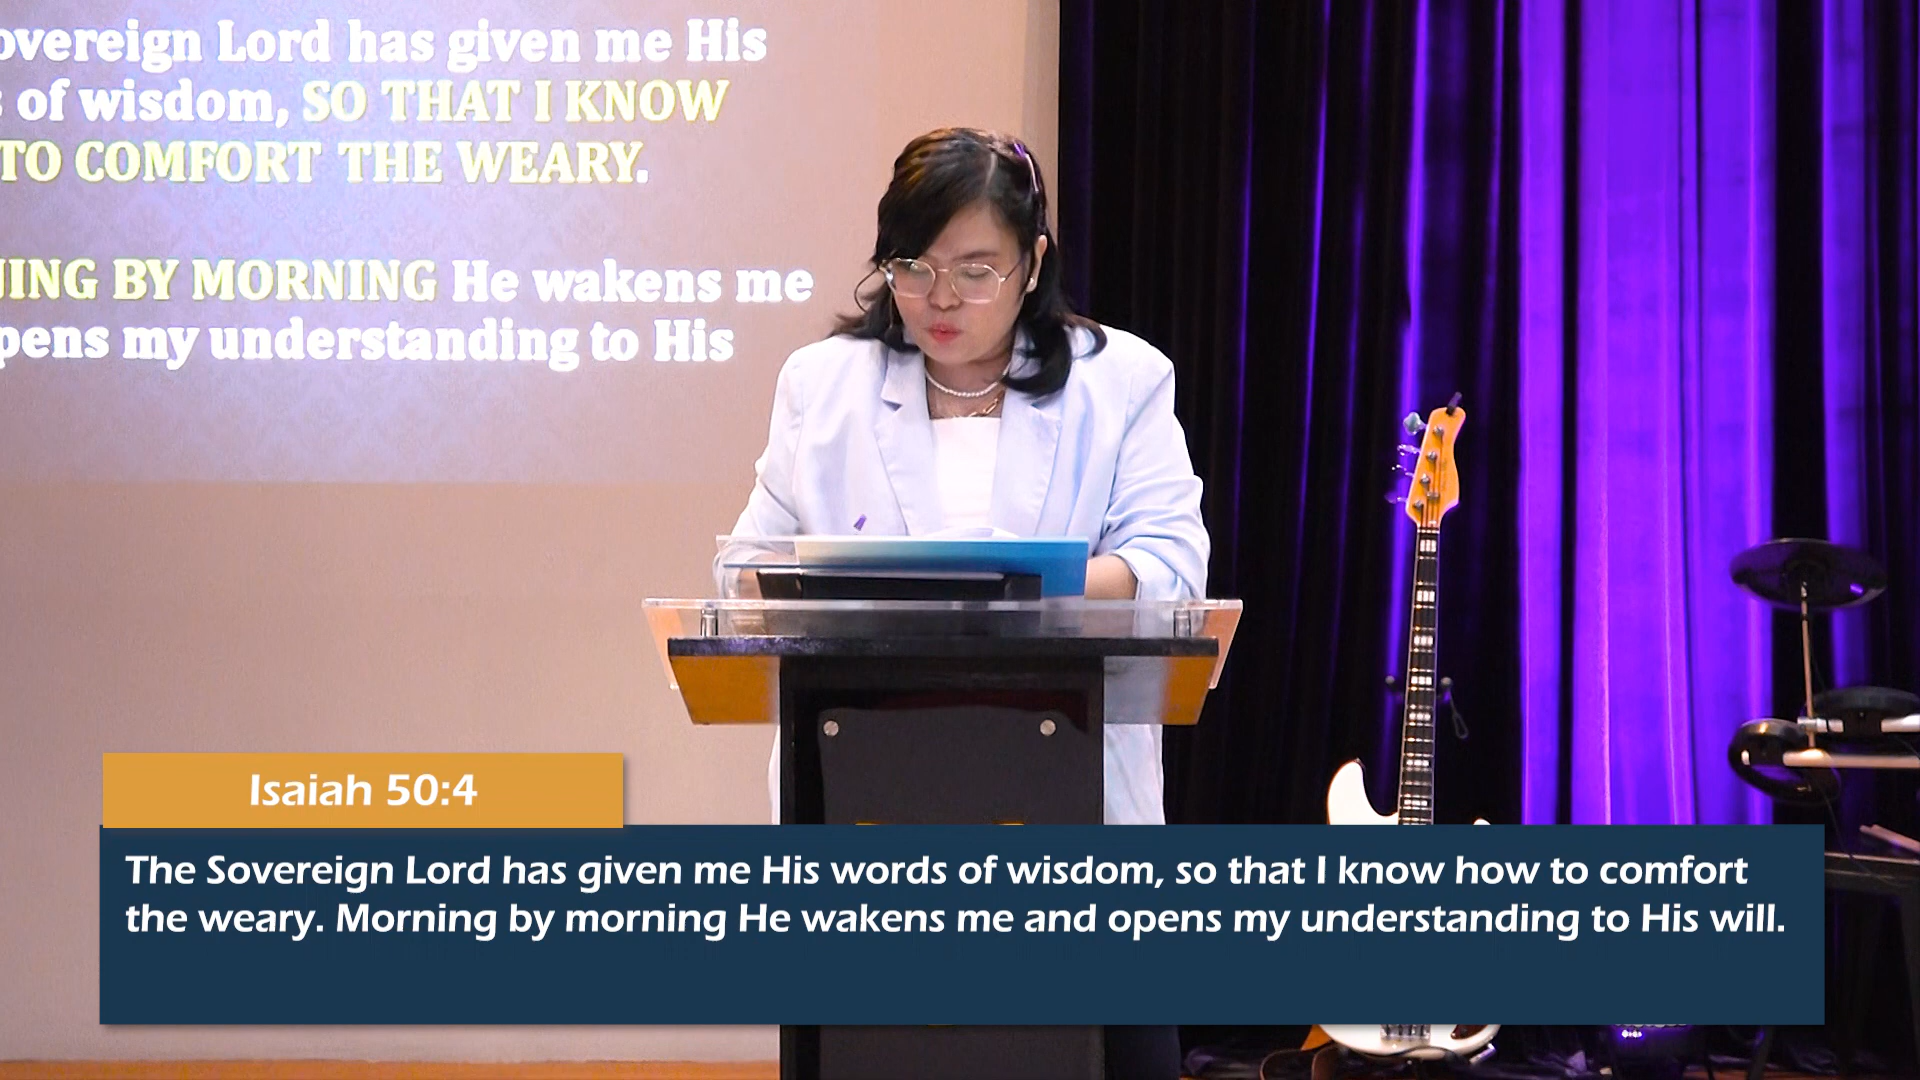 overeign Lord has given me His
of wisdom, SO THAT I KNOW
TO COMFORT THE WEARY.
NING BY MORNING He wakens me
pens my understanding to His
Isaiah 50:4
The Sovereign Lord has given me His words of wisdom, so that I know how to comfort
the weary. Morning by morning He wakens me and opens my understanding to His will.